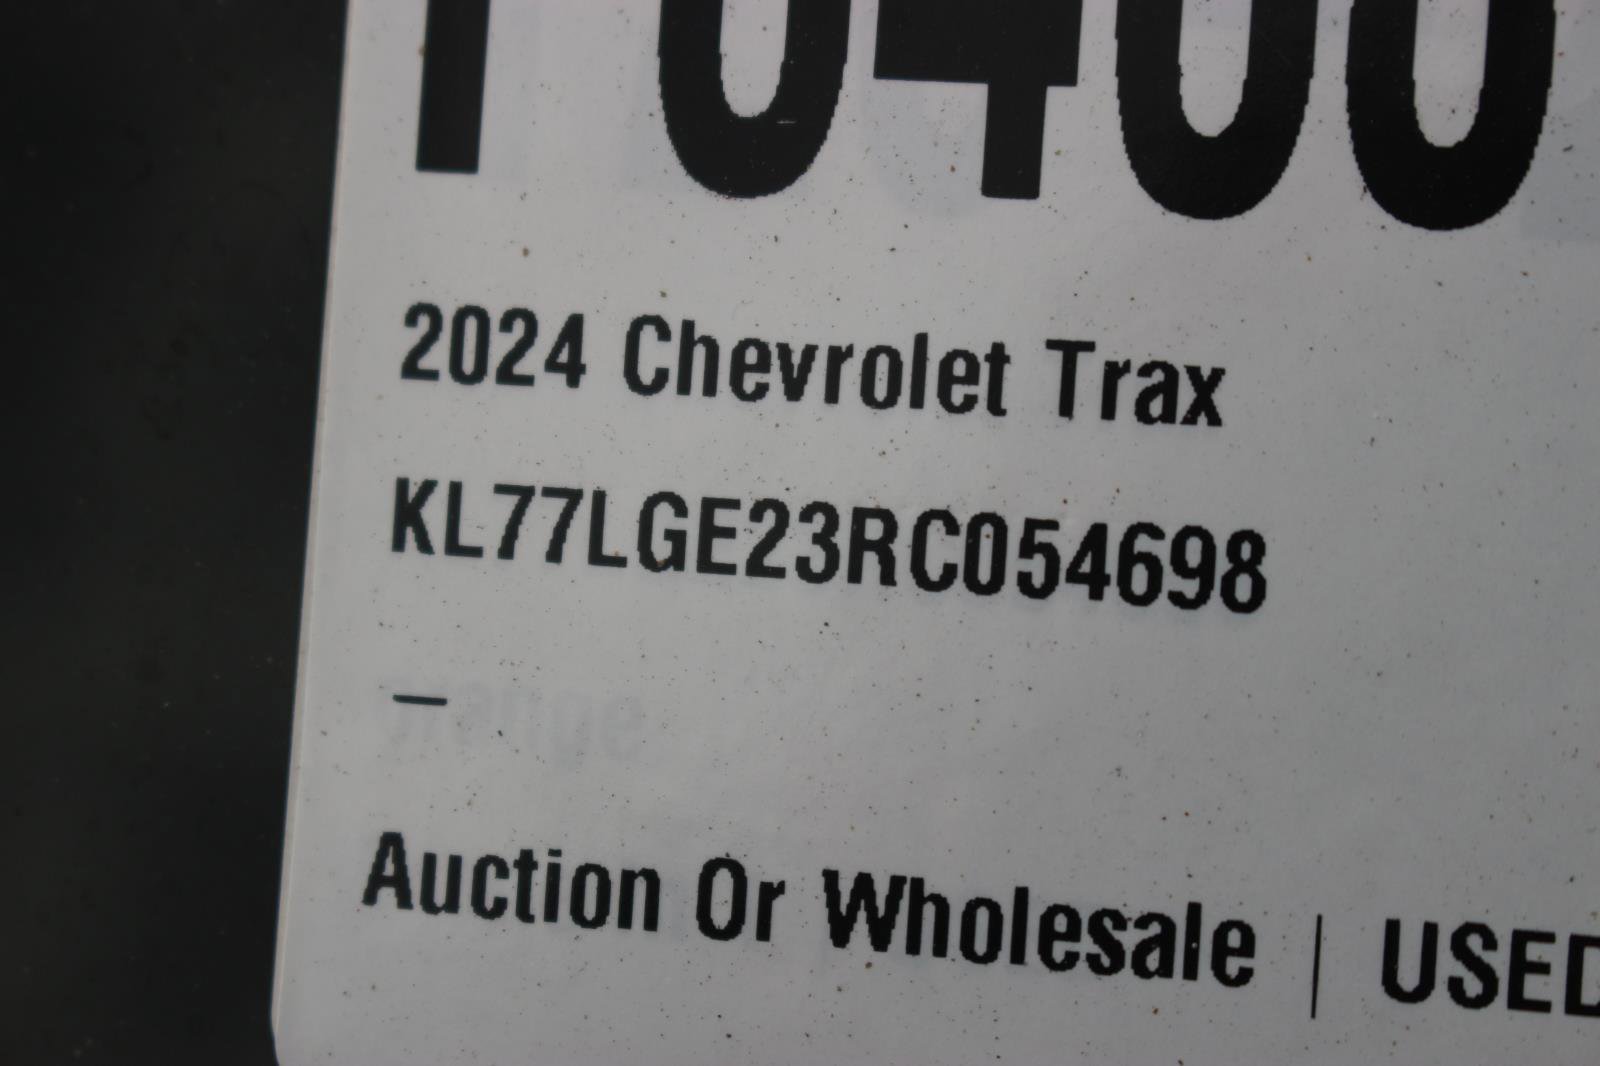 2024 Chevrolet Trax
KL77LGE23RC054698
–
Auction Or Wholesale | USED